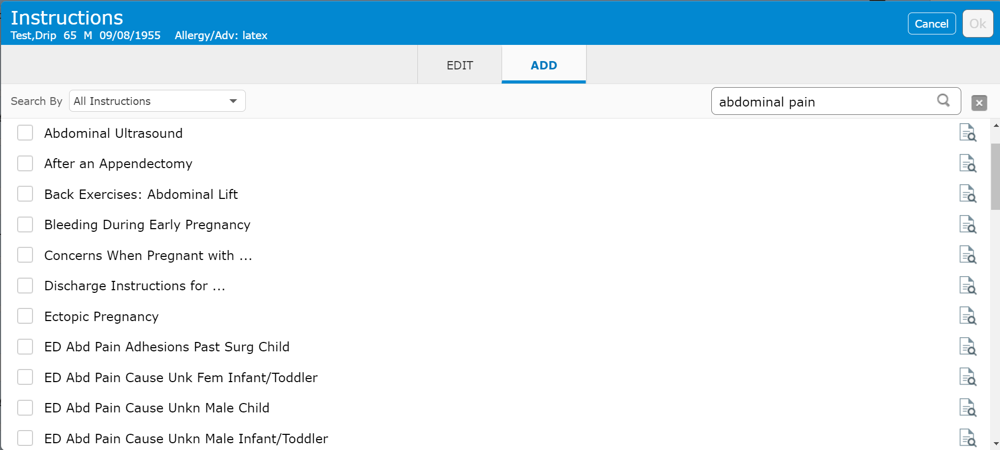 Instructions
Cancel
Ok
Test,Drip 65 M 09/08/1955 Allergy/Adv: latex
EDIT
ADD
Search By
All Instructions
abdominal pain
Abdominal Ultrasound
After an Appendectomy
Back Exercises: Abdominal Lift
Bleeding During Early Pregnancy
Concerns When Pregnant with ...
Discharge Instructions for ...
Ectopic Pregnancy
ED Abd Pain Adhesions Past Surg Child
ED Abd Pain Cause Unk Fem Infant/Toddler
ED Abd Pain Cause Unkn Male Child
ED Abd Pain Cause Unkn Male Infant/Toddler